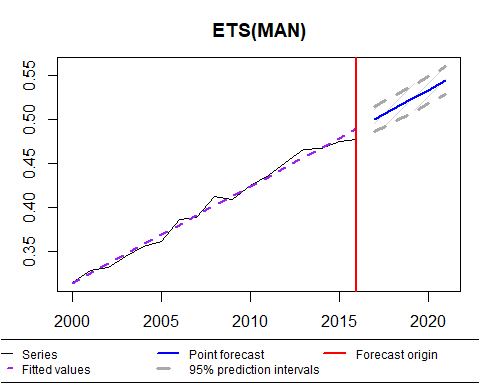 ETS(MAN)
0.55
0.50
0.45
0.40
0.35
2000 2005 2010 2015 2020
Series Point forecast Forecast origin
Fitted values 95% prediction intervals